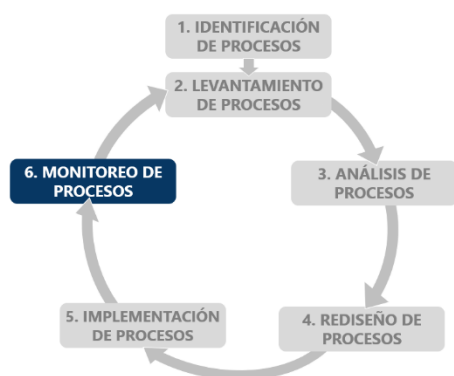 1. IDENTIFICACIÓN
DE PROCESOS
2. LEVANTAMIENTO
DE PROCESOS
3. ANÁLISIS DE
PROCESOS
4. REDISEÑO DE
PROCESOS
5. IMPLEMENTACIÓN
DE PROCESOS
6. MONITOREO DE
PROCESOS